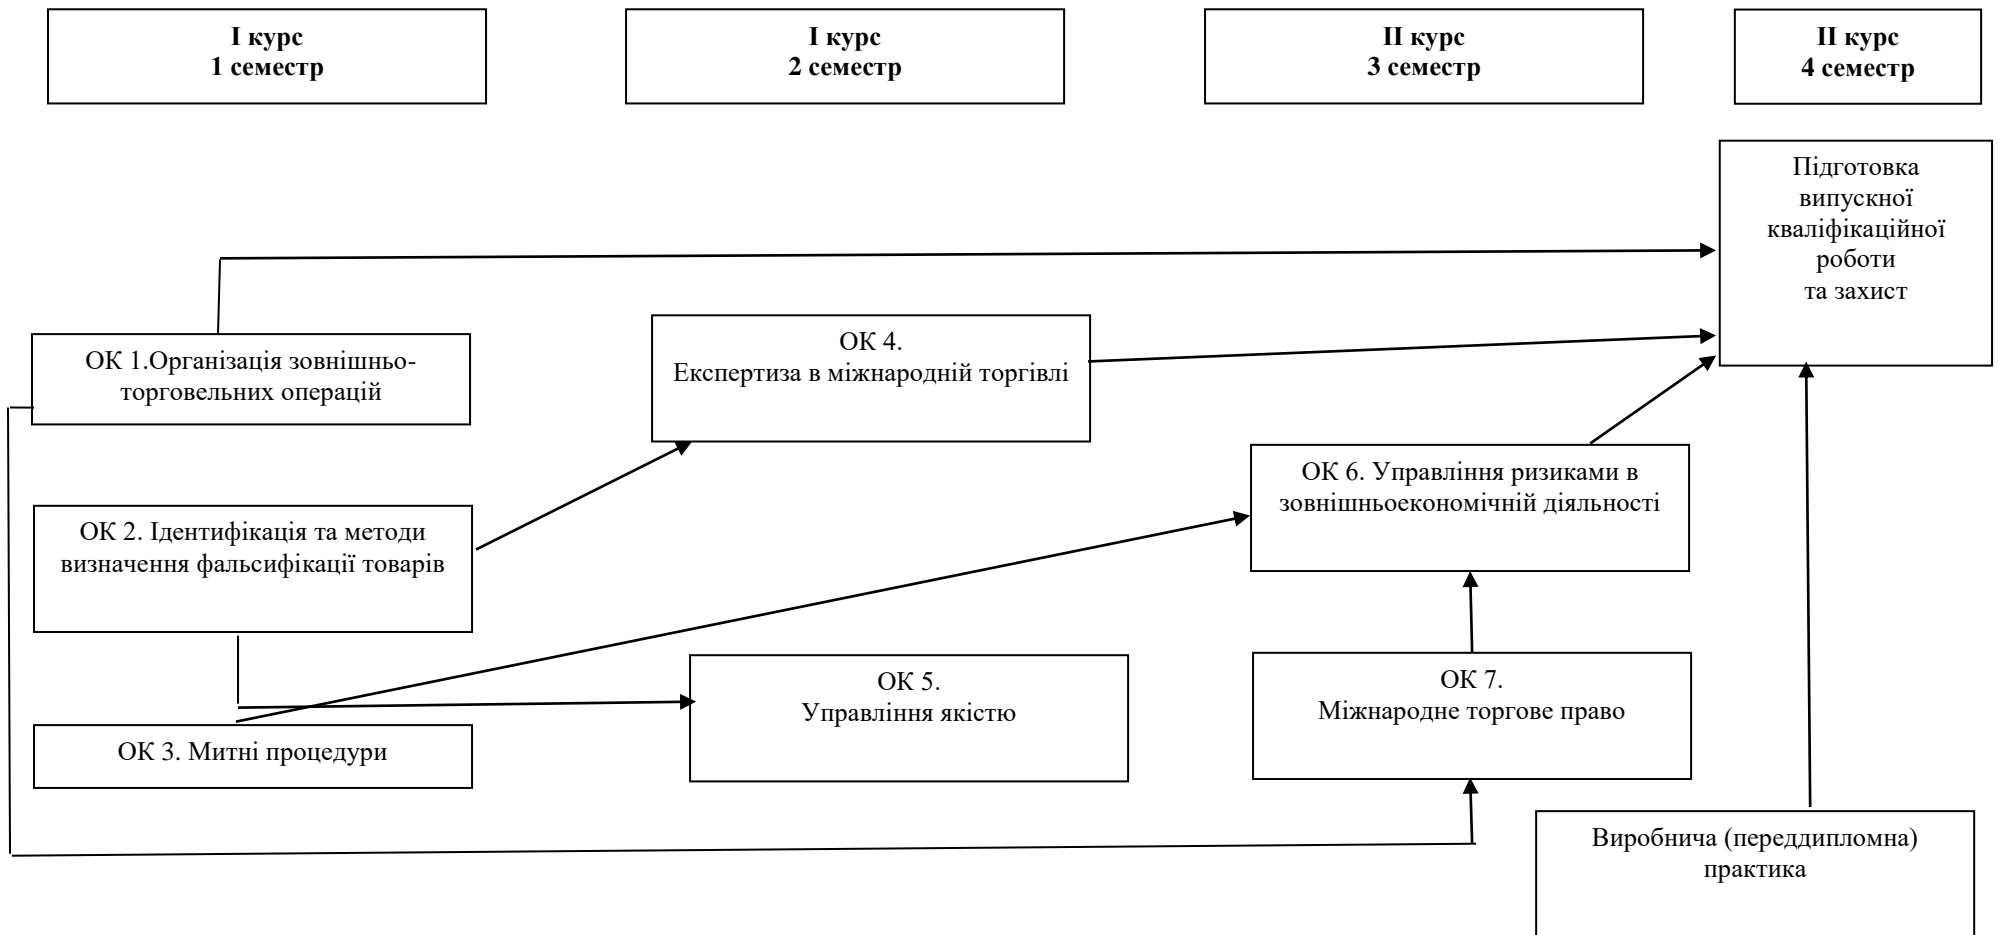 І курс
1 семестр
І курс
2 семестр
ІІ курс
3 семестр
ІІ курс
4 семестр
Підготовка
випускної
кваліфікаційної
роботи
та захист
ОК 1.Організація зовнішньо-
торговельних операцій
ОК 4.
Експертиза в міжнародній торгівлі
ОК 6. Управління ризиками в
зовнішньоекономічній діяльності
ОК 2. Ідентифікація та методи
визначення фальсифікації товарів
ОК 5.
Управління якістю
ОК 7.
Міжнародне торгове право
ОК 3. Митні процедури
Виробнича (переддипломна)
практика